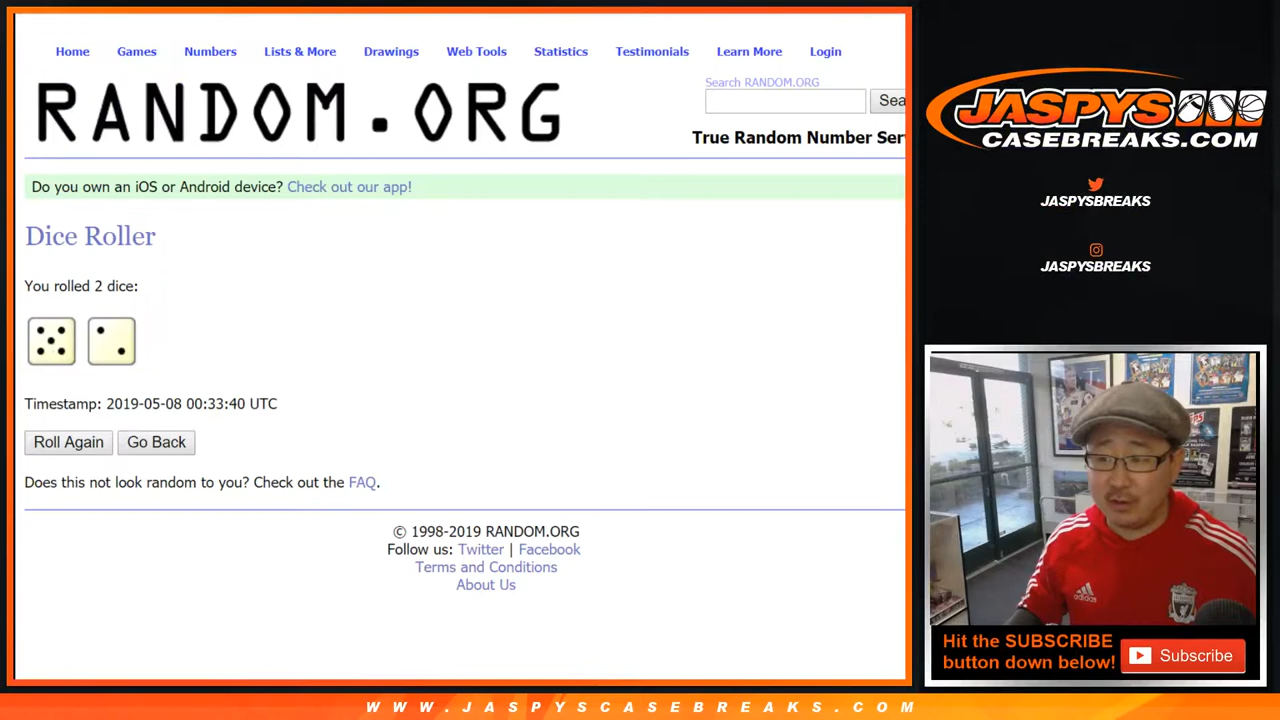 Home Games Numbers Lists & More Drawings Web Tools Statistics Testimonials Learn More Login
RANDOM.ORG
Search RANDOM.ORG
Sea
True Random Number Ser
Do you own an iOS or Android device? Check out our app!
Dice Roller
You rolled 2 dice:
Timestamp: 2019-05-08 00:33:40 UTC
Roll Again Go Back
Does this not look random to you? Check out the FAQ.
© 1998-2019 RANDOM.ORG
Follow us: Twitter | Facebook
Terms and Conditions
About Us
JASPYS
CASEBREAKS.COM
JASPYSBREAKS
JASPYSBREAKS
adidas
Hit the SUBSCRIBE
button down below!
Subscribe
WWW.JASPYSCASEBREAKS.COM